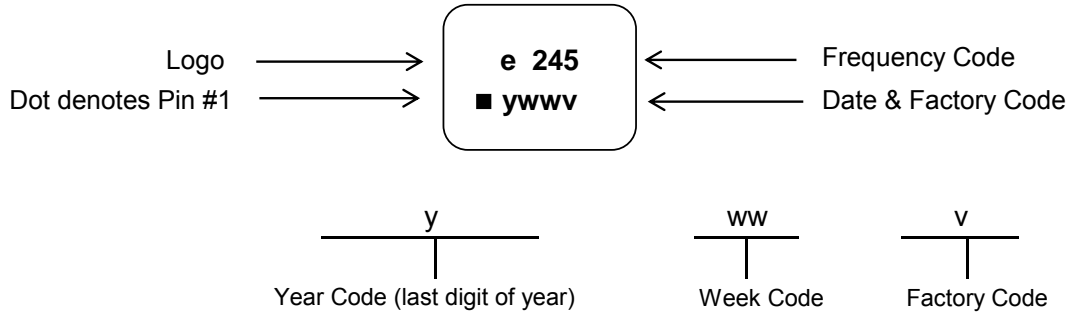 Logo
e 245
Frequency Code
Dot denotes Pin #1
■ ywwv
Date & Factory Code
y
ww
v
Year Code (last digit of year)
Week Code
Factory Code